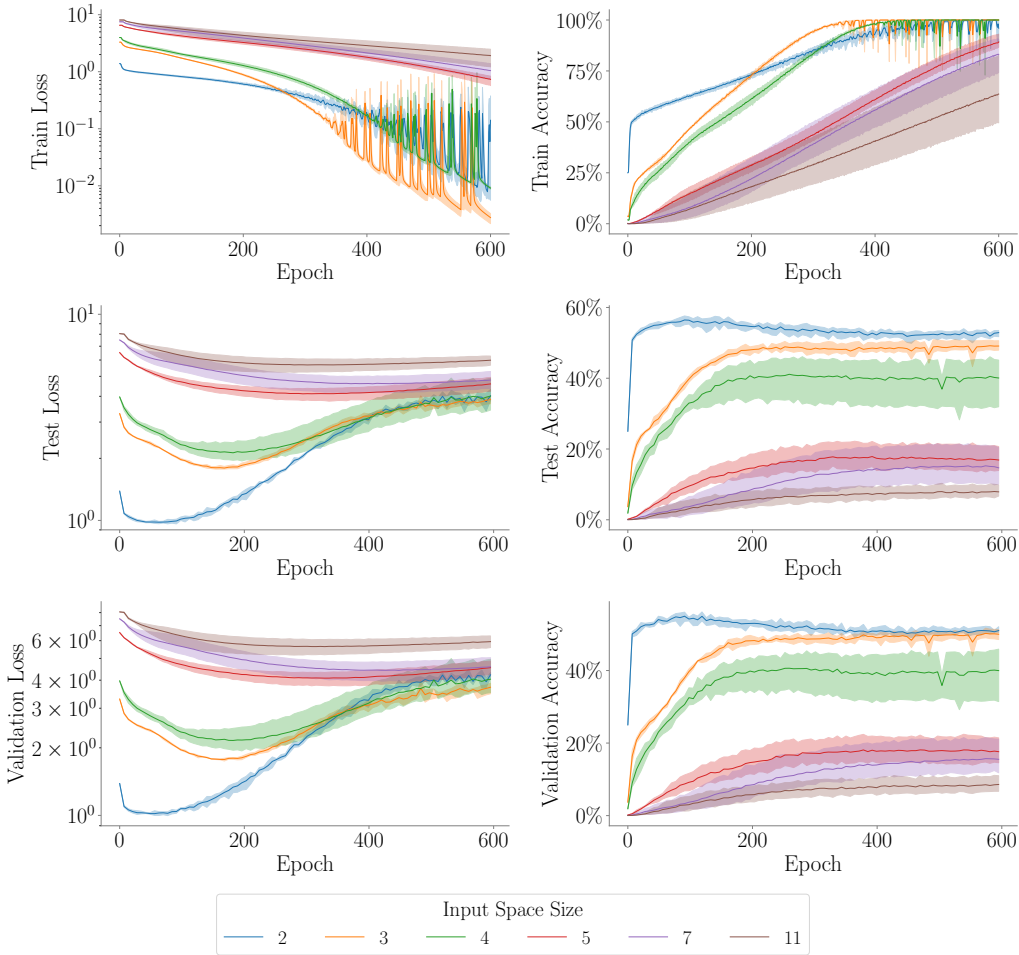 10¹
10⁰
10⁻¹
10⁻²
Train Loss
0 200 400 600
Epoch
100%
75%
50%
25%
0%
Train Accuracy
0 200 400 600
Epoch
10¹
10⁰
Test Loss
0 200 400 600
Epoch
60%
40%
20%
0%
Test Accuracy
0 200 400 600
Epoch
6 × 10⁰
4 × 10⁰
3 × 10⁰
2 × 10⁰
10⁰
Validation Loss
0 200 400 600
Epoch
40%
20%
0%
Validation Accuracy
0 200 400 600
Epoch
Input Space Size
2 3 4 5 7 11